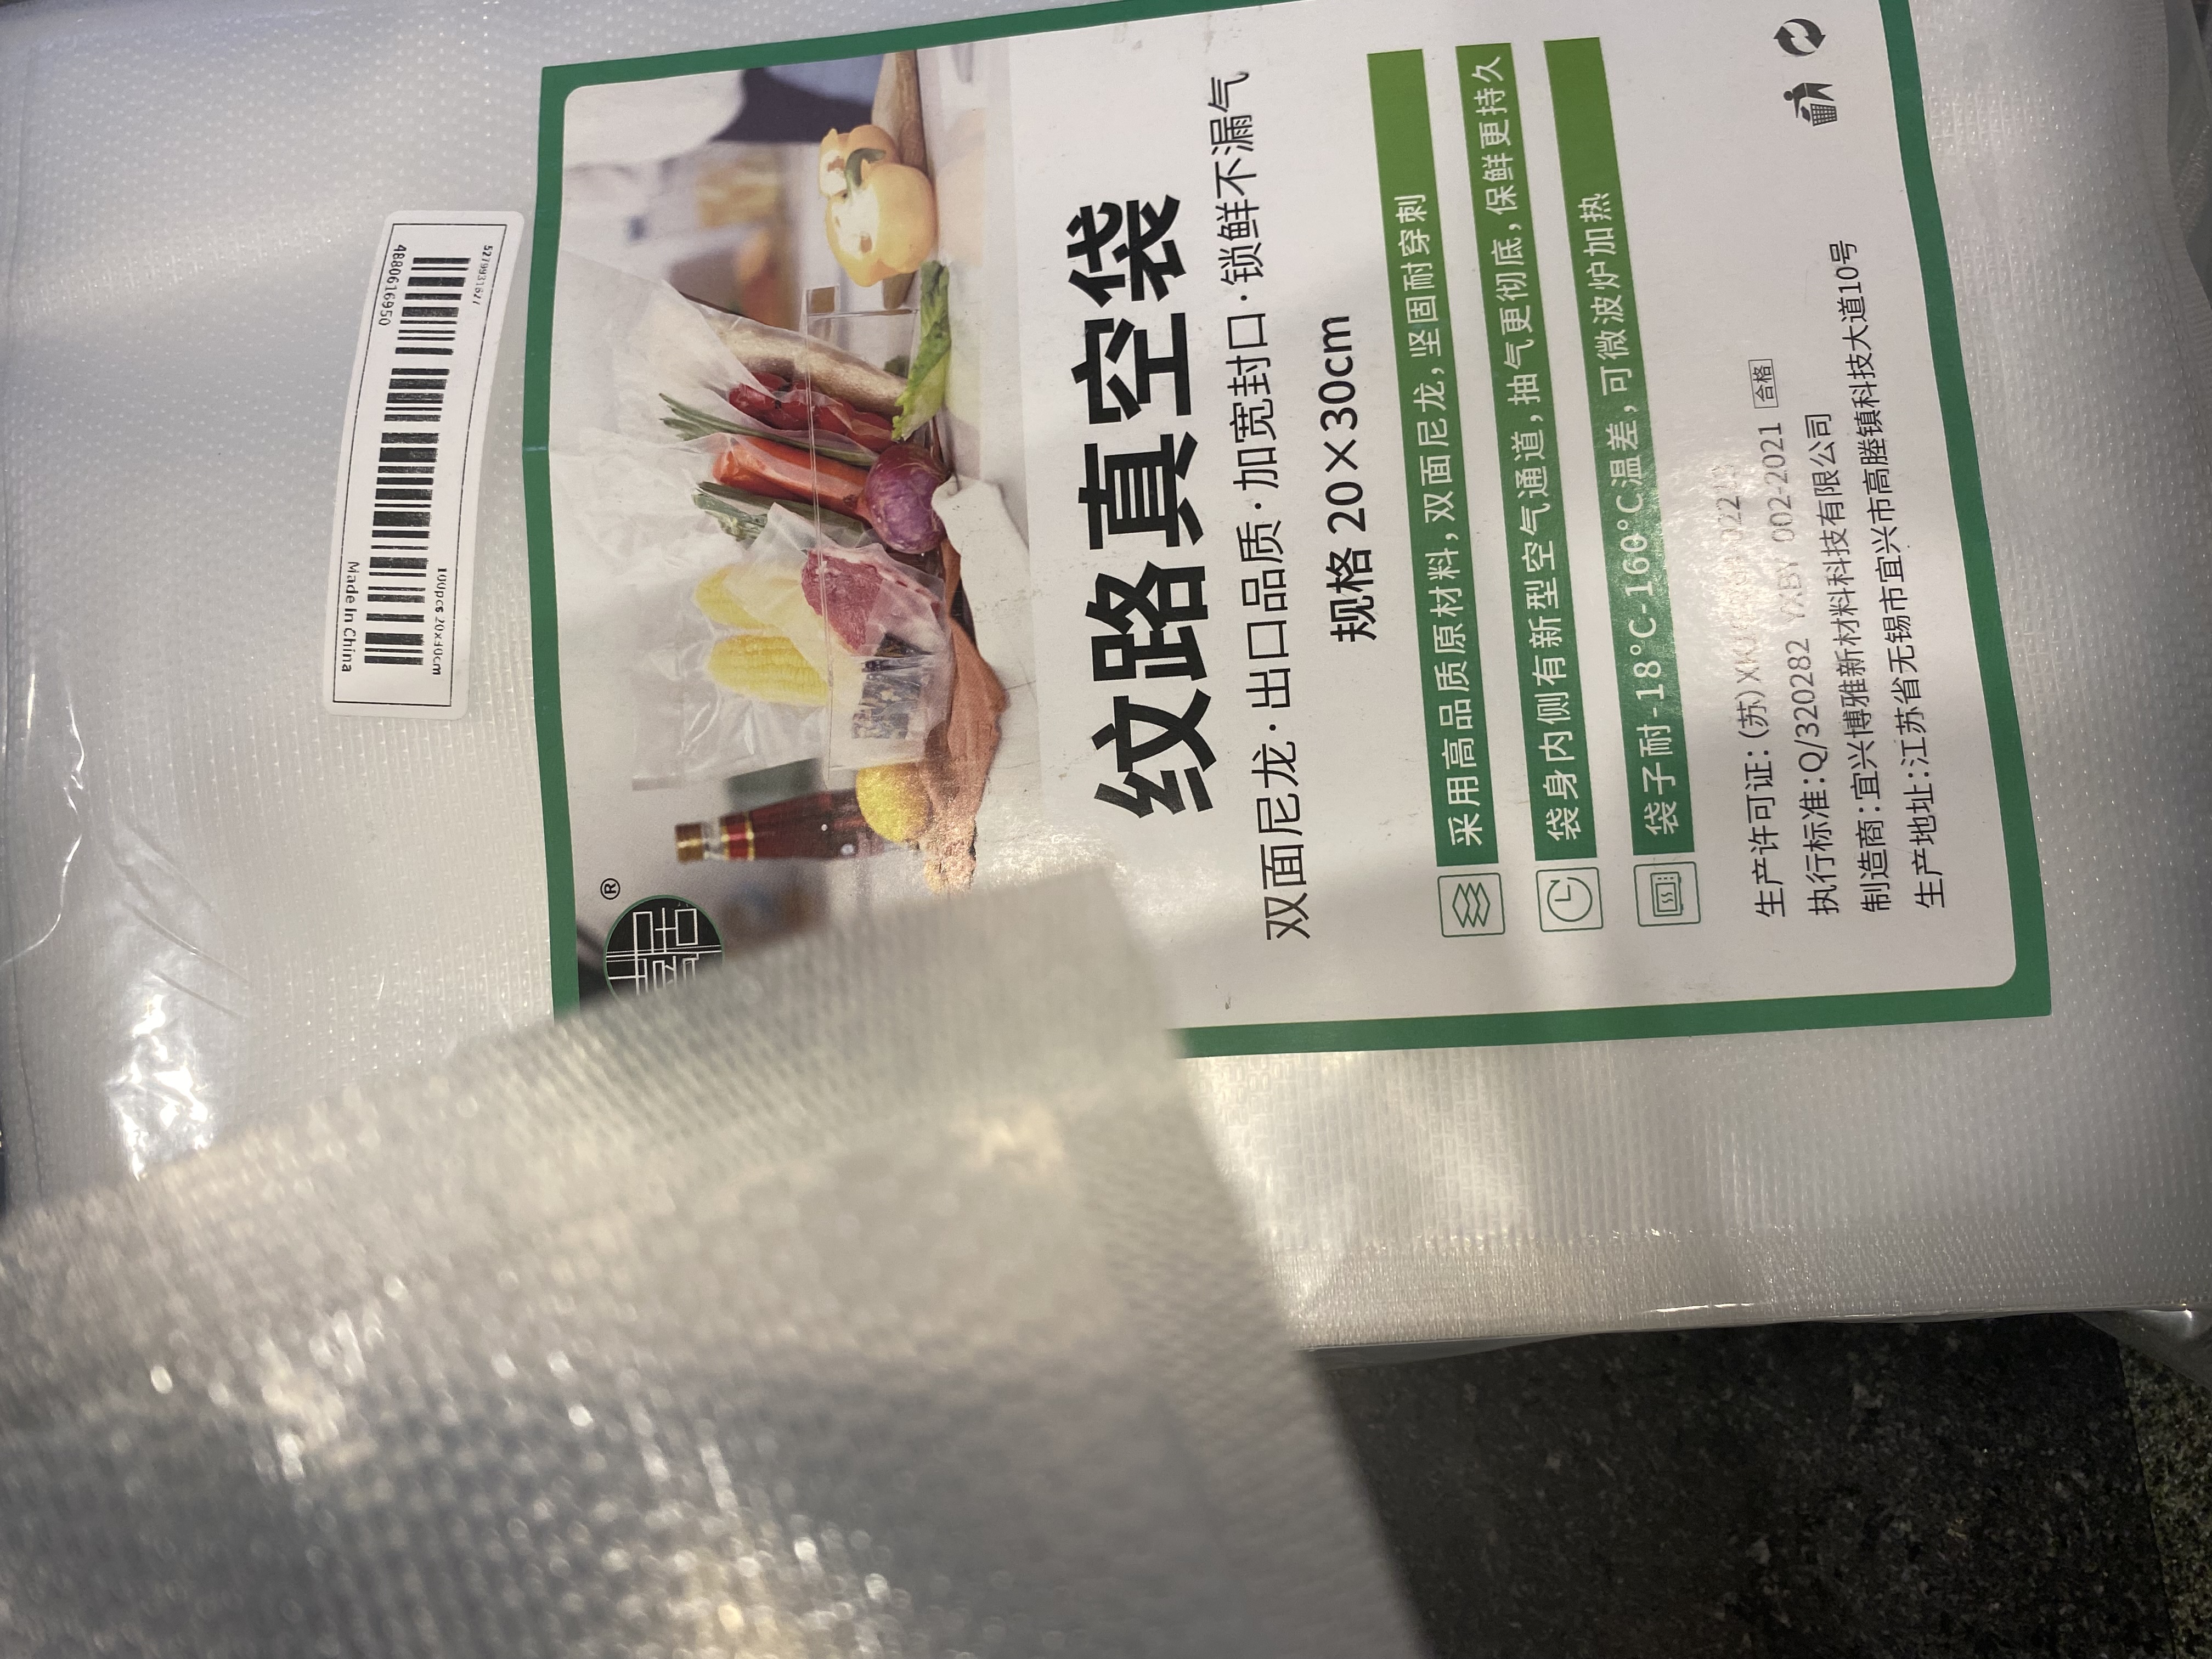 ®
纹路真空袋
双面尼龙·出口品质·加宽封口·锁鲜不漏气
规格 20×30cm
采用高品质原材料,双面尼龙,坚固耐穿刺
袋身内侧有新型空气通道,抽气更彻底,保鲜更持久
袋子耐-18°C-160°C温差,可微波炉加热
生产许可证:(苏)XK
执行标准:Q/320282 YXBY 002-2021 合格
制造商:宜兴博雅新材料科技有限公司
生产地址:江苏省无锡市宜兴市高塍镇科技大道10号
4880616950
100pcs 20x30cm
Made In China